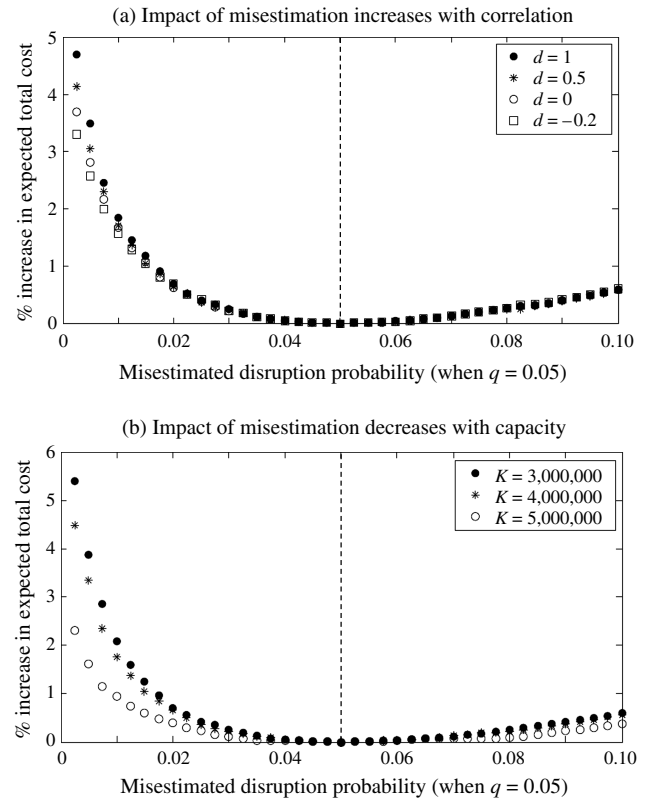 (a) Impact of misestimation increases with correlation
% increase in expected total cost
5
4
3
2
1
0
d = 1
d = 0.5
d = 0
d = –0.2
0 0.02 0.04 0.06 0.08 0.10
Misestimated disruption probability (when q = 0.05)
(b) Impact of misestimation decreases with capacity
% increase in expected total cost
6
5
4
3
2
1
0
K = 3,000,000
K = 4,000,000
K = 5,000,000
0 0.02 0.04 0.06 0.08 0.10
Misestimated disruption probability (when q = 0.05)